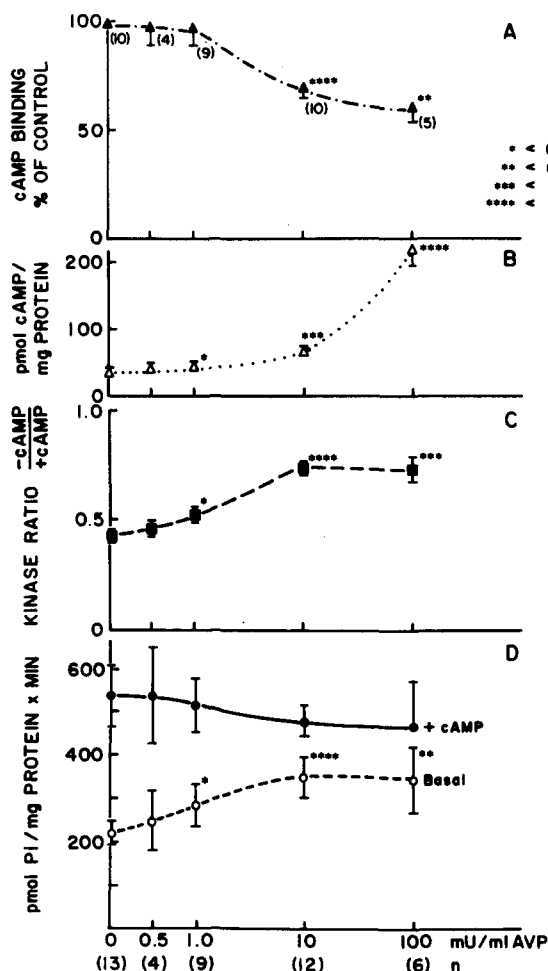 A
cAMP BINDING
% OF CONTROL
100
50
0
(10)
(4)
(9)
****
(10)
**
(5)
* <
** <
*** <
**** <
B
pmol cAMP/
mg PROTEIN
200
100
0
*
***
****
C
KINASE RATIO
-cAMP
+cAMP
1.0
0.5
0
*
****
***
D
pmol Pi/mg PROTEIN x MIN
600
400
200
+ cAMP
*
****
**
Basal
0 0.5 1.0 10 100 mU/ml AVP
(13) (4) (9) (12) (6) n